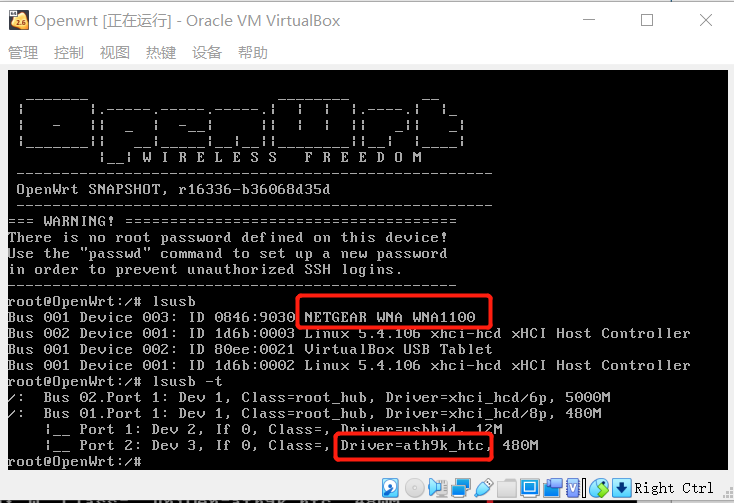 Openwrt [正在运行] - Oracle VM VirtualBox
管理 控制 视图 热键 设备 帮助
OpenWrt
W I R E L E S S   F R E E D O M
OpenWrt SNAPSHOT, r16336-b36068d35d
=== WARNING! =====================================
There is no root password defined on this device!
Use the "passwd" command to set up a new password
in order to prevent unauthorized SSH logins.
root@OpenWrt:/# lsusb
Bus 001 Device 003: ID 0846:9030 NETGEAR WNA WNA1100
Bus 002 Device 001: ID 1d6b:0003 Linux 5.4.106 xhci-hcd xHCI Host Controller
Bus 001 Device 002: ID 80ee:0021 VirtualBox USB Tablet
Bus 001 Device 001: ID 1d6b:0002 Linux 5.4.106 xhci-hcd xHCI Host Controller
root@OpenWrt:/# lsusb -t
/:  Bus 02.Port 1: Dev 1, Class=root_hub, Driver=xhci_hcd/6p, 5000M
/:  Bus 01.Port 1: Dev 1, Class=root_hub, Driver=xhci_hcd/8p, 480M
    |__ Port 1: Dev 2, If 0, Class=, Driver=usbhid, 12M
    |__ Port 2: Dev 3, If 0, Class=, Driver=ath9k_htc, 480M
root@OpenWrt:/#
Right Ctrl